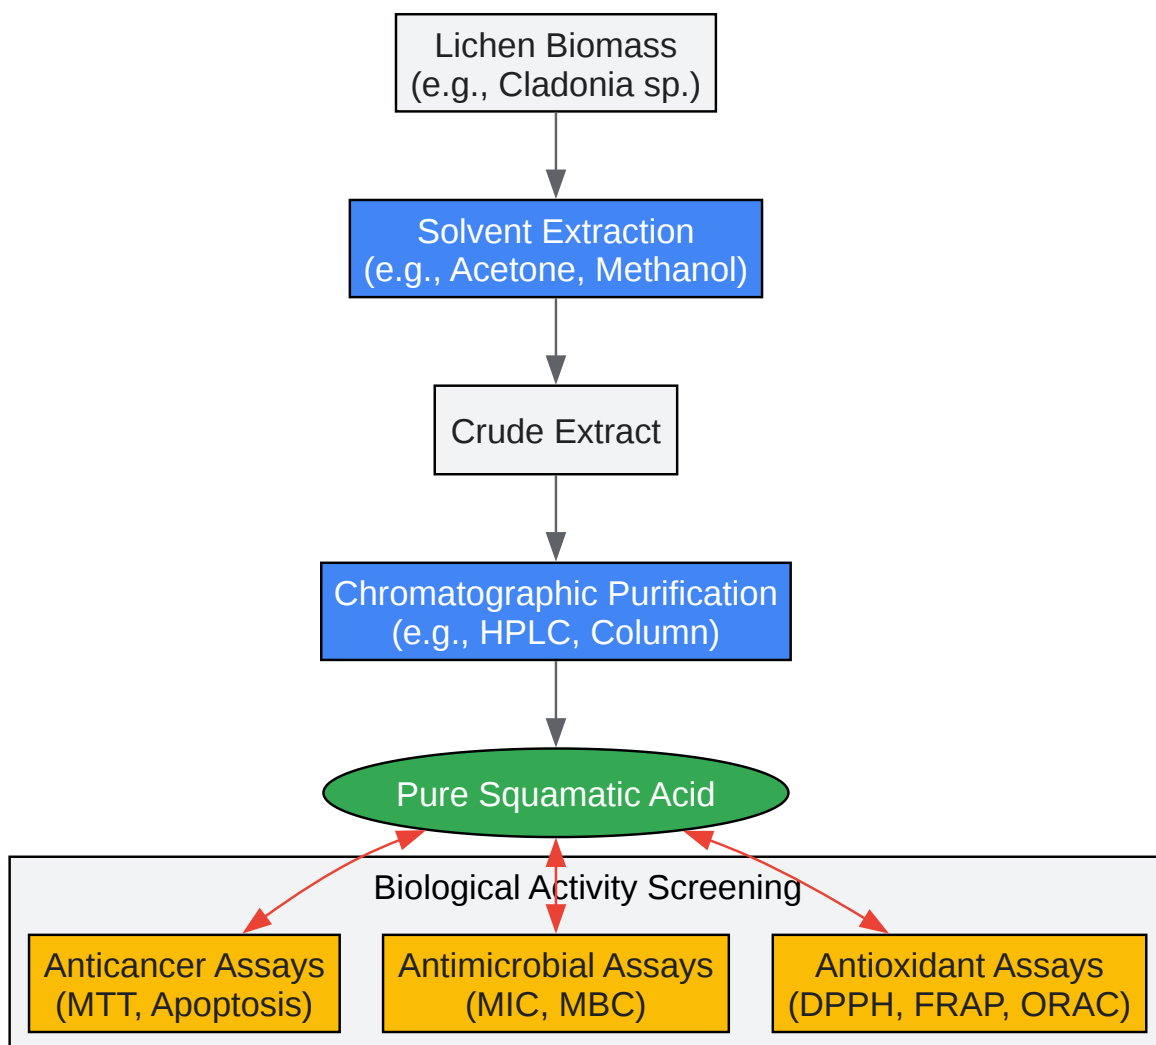 Lichen Biomass
(e.g., Cladonia sp.)
Solvent Extraction
(e.g., Acetone, Methanol)
Crude Extract
Chromatographic Purification
(e.g., HPLC, Column)
Pure Squamatic Acid
Biological Activity Screening
Anticancer Assays
(MTT, Apoptosis)
Antimicrobial Assays
(MIC, MBC)
Antioxidant Assays
(DPPH, FRAP, ORAC)